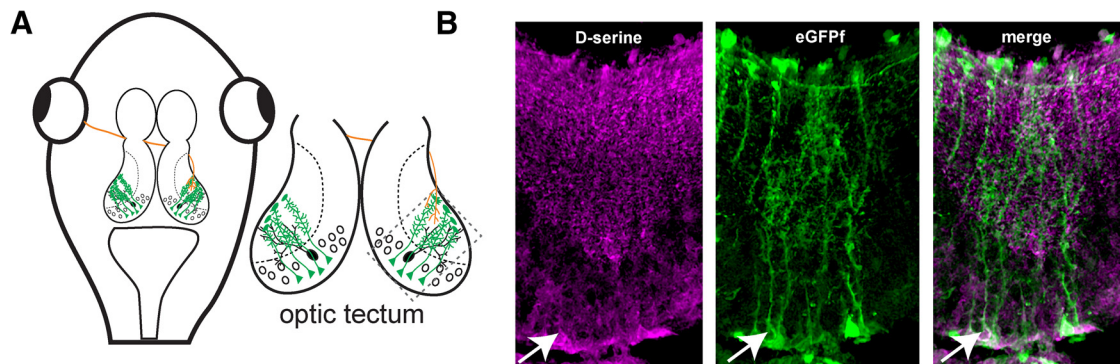 A
optic tectum
B
D-serine
eGFPf
merge